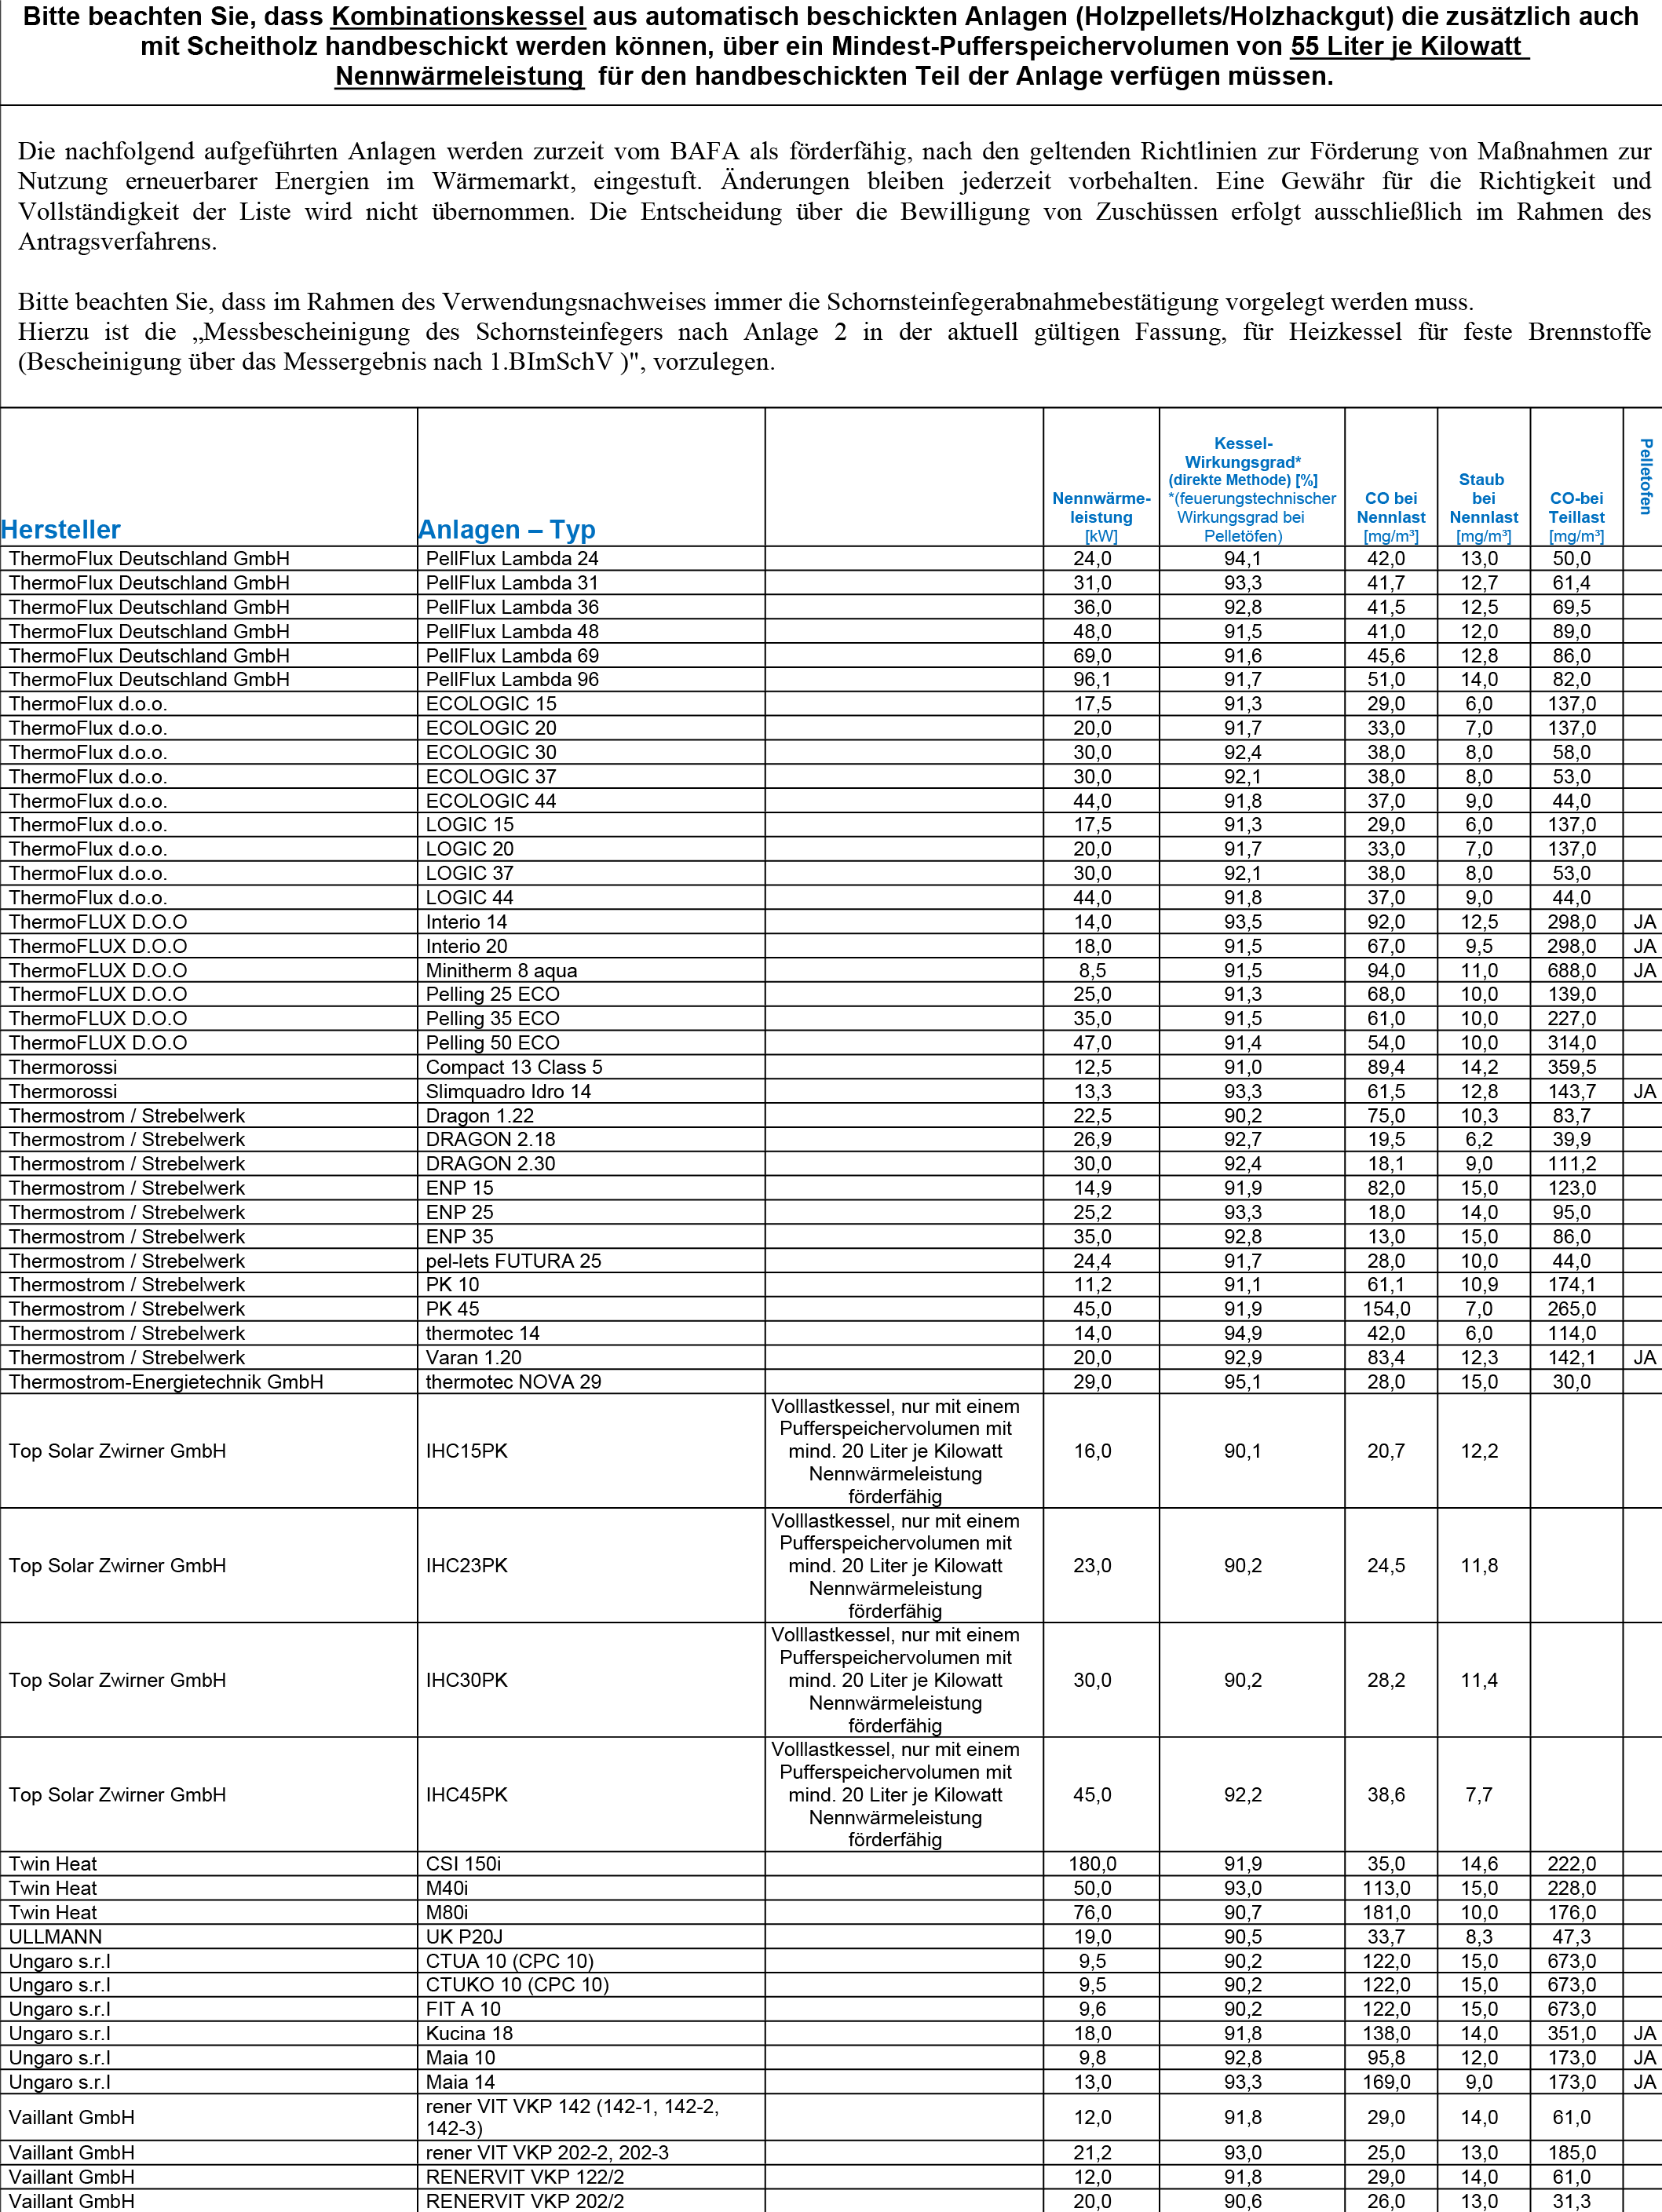 Bitte beachten Sie, dass Kombinationskessel aus automatisch beschickten Anlagen (Holzpellets/Holzhackgut) die zusätzlich auch
mit Scheitholz handbeschickt werden können, über ein Mindest-Pufferspeichervolumen von 55 Liter je Kilowatt
Nennwärmeleistung für den handbeschickten Teil der Anlage verfügen müssen.
Die nachfolgend aufgeführten Anlagen werden zurzeit vom BAFA als förderfähig, nach den geltenden Richtlinien zur Förderung von Maßnahmen zur
Nutzung erneuerbarer Energien im Wärmemarkt, eingestuft. Änderungen bleiben jederzeit vorbehalten. Eine Gewähr für die Richtigkeit und
Vollständigkeit der Liste wird nicht übernommen. Die Entscheidung über die Bewilligung von Zuschüssen erfolgt ausschließlich im Rahmen des
Antragsverfahrens.
Bitte beachten Sie, dass im Rahmen des Verwendungsnachweises immer die Schornsteinfegerabnahmebestätigung vorgelegt werden muss.
Hierzu ist die „Messbescheinigung des Schornsteinfegers nach Anlage 2 in der aktuell gültigen Fassung, für Heizkessel für feste Brennstoffe
(Bescheinigung über das Messergebnis nach 1.BImSchV )", vorzulegen.
Hersteller
Anlagen – Typ
Nennwärme-
leistung
[kW]
Kessel-
Wirkungsgrad*
(direkte Methode) [%]
*(feuerungstechnischer
Wirkungsgrad bei
Pelletöfen)
CO bei
Nennlast
[mg/m³]
Staub
bei
Nennlast
[mg/m³]
CO-bei
Teillast
[mg/m³]
Pelletofen
ThermoFlux Deutschland GmbH PellFlux Lambda 24 24,0 94,1 42,0 13,0 50,0
ThermoFlux Deutschland GmbH PellFlux Lambda 31 31,0 93,3 41,7 12,7 61,4
ThermoFlux Deutschland GmbH PellFlux Lambda 36 36,0 92,8 41,5 12,5 69,5
ThermoFlux Deutschland GmbH PellFlux Lambda 48 48,0 91,5 41,0 12,0 89,0
ThermoFlux Deutschland GmbH PellFlux Lambda 69 69,0 91,6 45,6 12,8 86,0
ThermoFlux Deutschland GmbH PellFlux Lambda 96 96,1 91,7 51,0 14,0 82,0
ThermoFlux d.o.o. ECOLOGIC 15 17,5 91,3 29,0 6,0 137,0
ThermoFlux d.o.o. ECOLOGIC 20 20,0 91,7 33,0 7,0 137,0
ThermoFlux d.o.o. ECOLOGIC 30 30,0 92,4 38,0 8,0 58,0
ThermoFlux d.o.o. ECOLOGIC 37 30,0 92,1 38,0 8,0 53,0
ThermoFlux d.o.o. ECOLOGIC 44 44,0 91,8 37,0 9,0 44,0
ThermoFlux d.o.o. LOGIC 15 17,5 91,3 29,0 6,0 137,0
ThermoFlux d.o.o. LOGIC 20 20,0 91,7 33,0 7,0 137,0
ThermoFlux d.o.o. LOGIC 37 30,0 92,1 38,0 8,0 53,0
ThermoFlux d.o.o. LOGIC 44 44,0 91,8 37,0 9,0 44,0
ThermoFLUX D.O.O Interio 14 14,0 93,5 92,0 12,5 298,0 JA
ThermoFLUX D.O.O Interio 20 18,0 91,5 67,0 9,5 298,0 JA
ThermoFLUX D.O.O Minitherm 8 aqua 8,5 91,5 94,0 11,0 688,0 JA
ThermoFLUX D.O.O Pelling 25 ECO 25,0 91,3 68,0 10,0 139,0
ThermoFLUX D.O.O Pelling 35 ECO 35,0 91,5 61,0 10,0 227,0
ThermoFLUX D.O.O Pelling 50 ECO 47,0 91,4 54,0 10,0 314,0
Thermorossi Compact 13 Class 5 12,5 91,0 89,4 14,2 359,5
Thermorossi Slimquadro Idro 14 13,3 93,3 61,5 12,8 143,7 JA
Thermostrom / Strebelwerk Dragon 1.22 22,5 90,2 75,0 10,3 83,7
Thermostrom / Strebelwerk DRAGON 2.18 26,9 92,7 19,5 6,2 39,9
Thermostrom / Strebelwerk DRAGON 2.30 30,0 92,4 18,1 9,0 111,2
Thermostrom / Strebelwerk ENP 15 14,9 91,9 82,0 15,0 123,0
Thermostrom / Strebelwerk ENP 25 25,2 93,3 18,0 14,0 95,0
Thermostrom / Strebelwerk ENP 35 35,0 92,8 13,0 15,0 86,0
Thermostrom / Strebelwerk pel-lets FUTURA 25 24,4 91,7 28,0 10,0 44,0
Thermostrom / Strebelwerk PK 10 11,2 91,1 61,1 10,9 174,1
Thermostrom / Strebelwerk PK 45 45,0 91,9 154,0 7,0 265,0
Thermostrom / Strebelwerk thermotec 14 14,0 94,9 42,0 6,0 114,0
Thermostrom / Strebelwerk Varan 1.20 20,0 92,9 83,4 12,3 142,1 JA
Thermostrom-Energietechnik GmbH thermotec NOVA 29 29,0 95,1 28,0 15,0 30,0
Volllastkessel, nur mit einem
Pufferspeichervolumen mit
Top Solar Zwirner GmbH IHC15PK mind. 20 Liter je Kilowatt 16,0 90,1 20,7 12,2
Nennwärmeleistung
förderfähig
Volllastkessel, nur mit einem
Pufferspeichervolumen mit
Top Solar Zwirner GmbH IHC23PK mind. 20 Liter je Kilowatt 23,0 90,2 24,5 11,8
Nennwärmeleistung
förderfähig
Volllastkessel, nur mit einem
Pufferspeichervolumen mit
Top Solar Zwirner GmbH IHC30PK mind. 20 Liter je Kilowatt 30,0 90,2 28,2 11,4
Nennwärmeleistung
förderfähig
Volllastkessel, nur mit einem
Pufferspeichervolumen mit
Top Solar Zwirner GmbH IHC45PK mind. 20 Liter je Kilowatt 45,0 92,2 38,6 7,7
Nennwärmeleistung
förderfähig
Twin Heat CSI 150i 180,0 91,9 35,0 14,6 222,0
Twin Heat M40i 50,0 93,0 113,0 15,0 228,0
Twin Heat M80i 76,0 90,7 181,0 10,0 176,0
ULLMANN UK P20J 19,0 90,5 33,7 8,3 47,3
Ungaro s.r.l CTUA 10 (CPC 10) 9,5 90,2 122,0 15,0 673,0
Ungaro s.r.l CTUKO 10 (CPC 10) 9,5 90,2 122,0 15,0 673,0
Ungaro s.r.l FIT A 10 9,6 90,2 122,0 15,0 673,0
Ungaro s.r.l Kucina 18 18,0 91,8 138,0 14,0 351,0 JA
Ungaro s.r.l Maia 10 9,8 92,8 95,8 12,0 173,0 JA
Ungaro s.r.l Maia 14 13,0 93,3 169,0 9,0 173,0 JA
Vaillant GmbH rener VIT VKP 142 (142-1, 142-2,
142-3) 12,0 91,8 29,0 14,0 61,0
Vaillant GmbH rener VIT VKP 202-2, 202-3 21,2 93,0 25,0 13,0 185,0
Vaillant GmbH RENERVIT VKP 122/2 12,0 91,8 29,0 14,0 61,0
Vaillant GmbH RENERVIT VKP 202/2 20,0 90,6 26,0 13,0 31,3